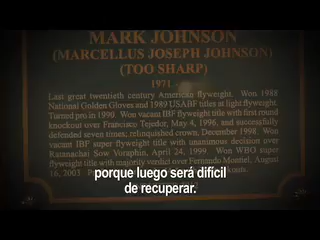 MARK JOHNSON
(MARCELLUS JOSEPH JOHNSON)
(TOO SHARP)
1971
Last great twentieth century American flyweight. Won 1988
National Golden Gloves and 1989 USABF titles at light flyweight.
Turned pro in 1990. Won vacant IBF flyweight title with first round
knockout over Francisco Tejedor, May 4, 1996, and successfully
defended seven times; relinquished crown, December 1998. Won
vacant IBF super flyweight title with unanimous decision over
Ratanachai Sow Voraphin, April 24, 1999. Won WBO super
flyweight title with majority verdict over Fernando Montiel, August
16, 2003.
porque luego será difícil
de recuperar.